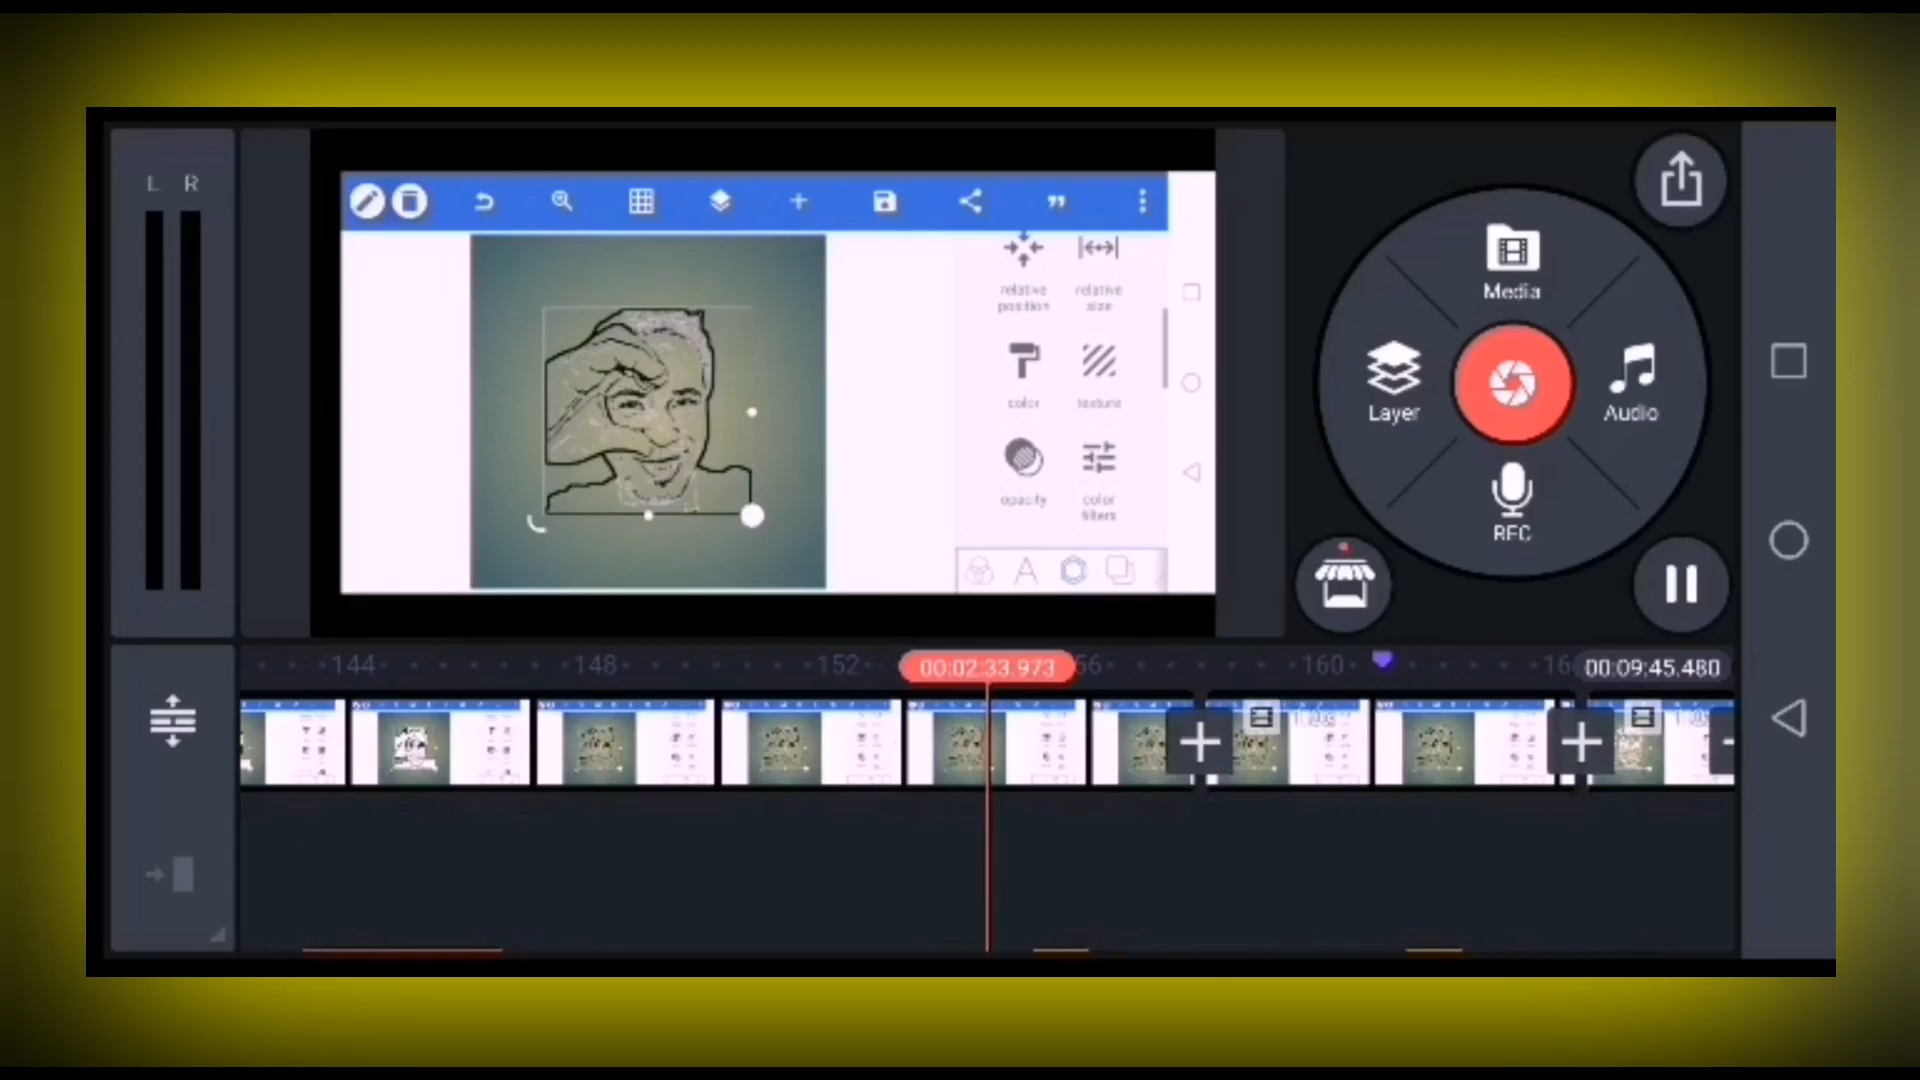 L R
relative position
relative size
color
texture
opacity
color filters
Media
Layer
Audio
REC
144
148
152
00:02:33.973
56
160
16
00:09:45.480